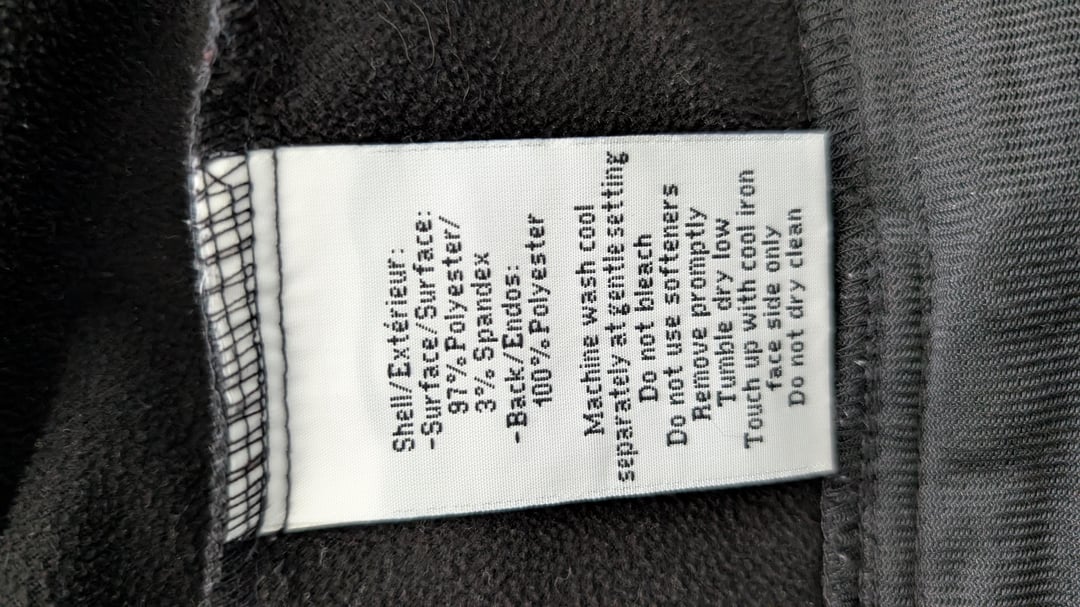 Shell/Extérieur:
-Surface/Surface:
97% Polyester/
3% Spandex
-Back/Endos:
100% Polyester
Machine wash cool
separately at gentle setting
Do not bleach
Do not use softeners
Remove promptly
Tumble dry low
Touch up with cool iron
face side only
Do not dry clean